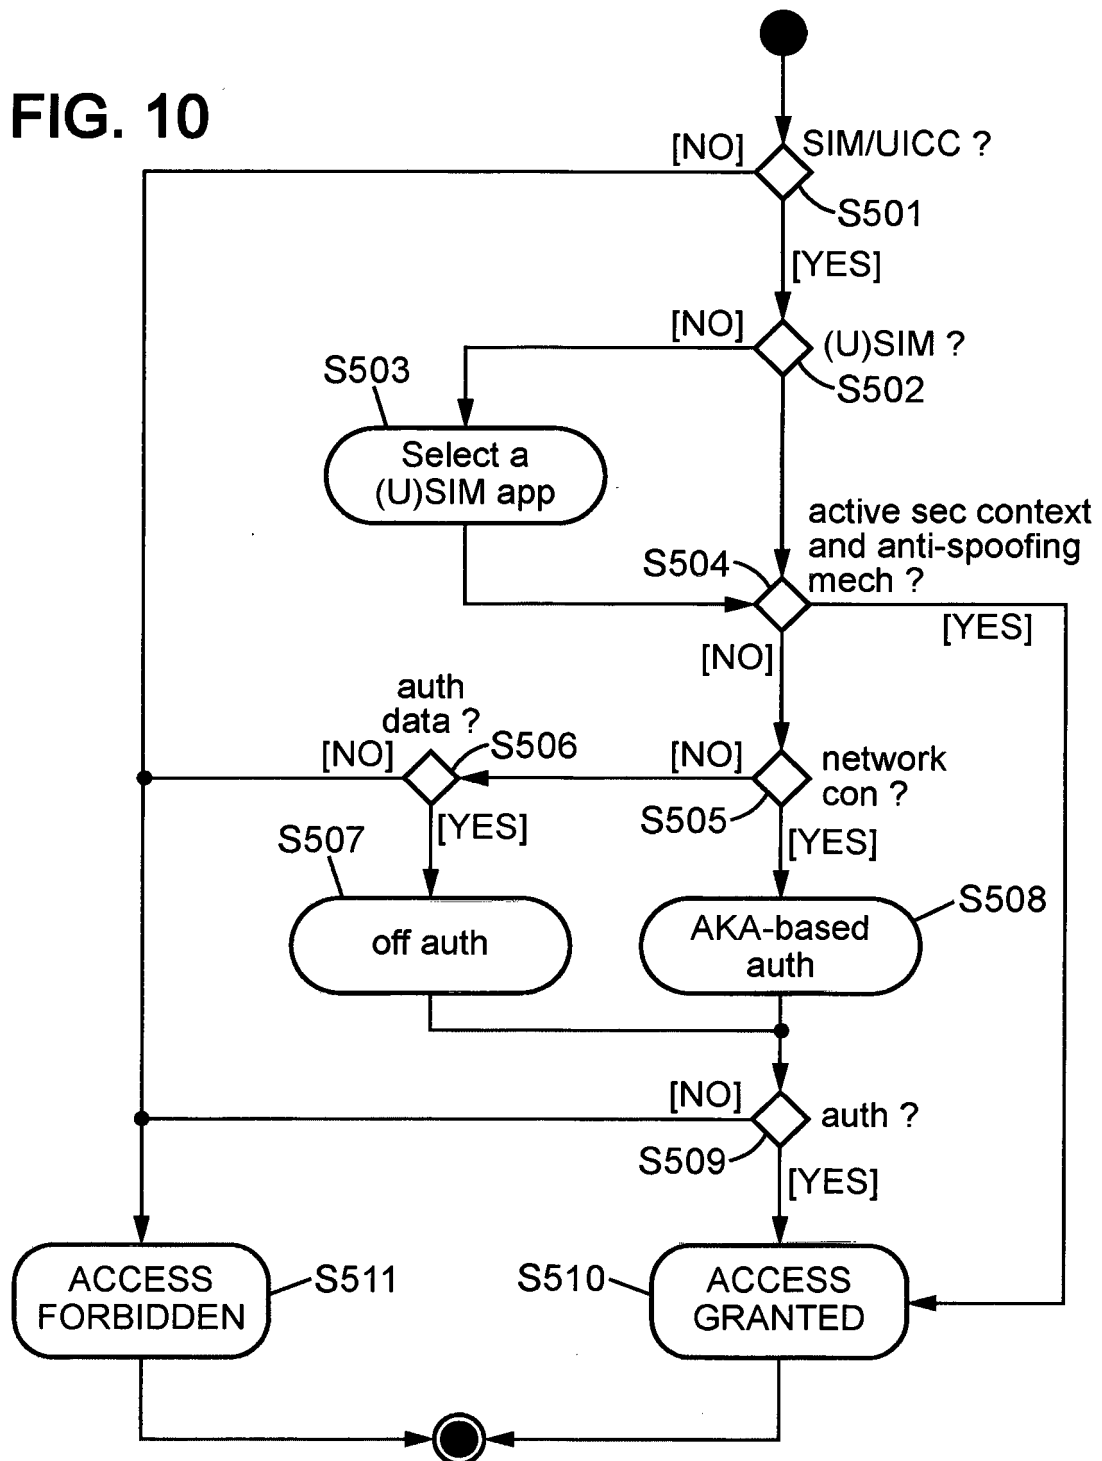 FIG. 10
[NO]
SIM/UICC ?
S501
[YES]
[NO]
(U)SIM ?
S502
S503
Select a
(U)SIM app
active sec context
and anti-spoofing
mech ?
S504
[YES]
[NO]
auth
data ?
[NO]
S506
[NO]
network
con ?
S505
[YES]
[YES]
S507
off auth
AKA-based
auth
S508
[NO]
auth ?
S509
[YES]
ACCESS
FORBIDDEN
S511
S510
ACCESS
GRANTED